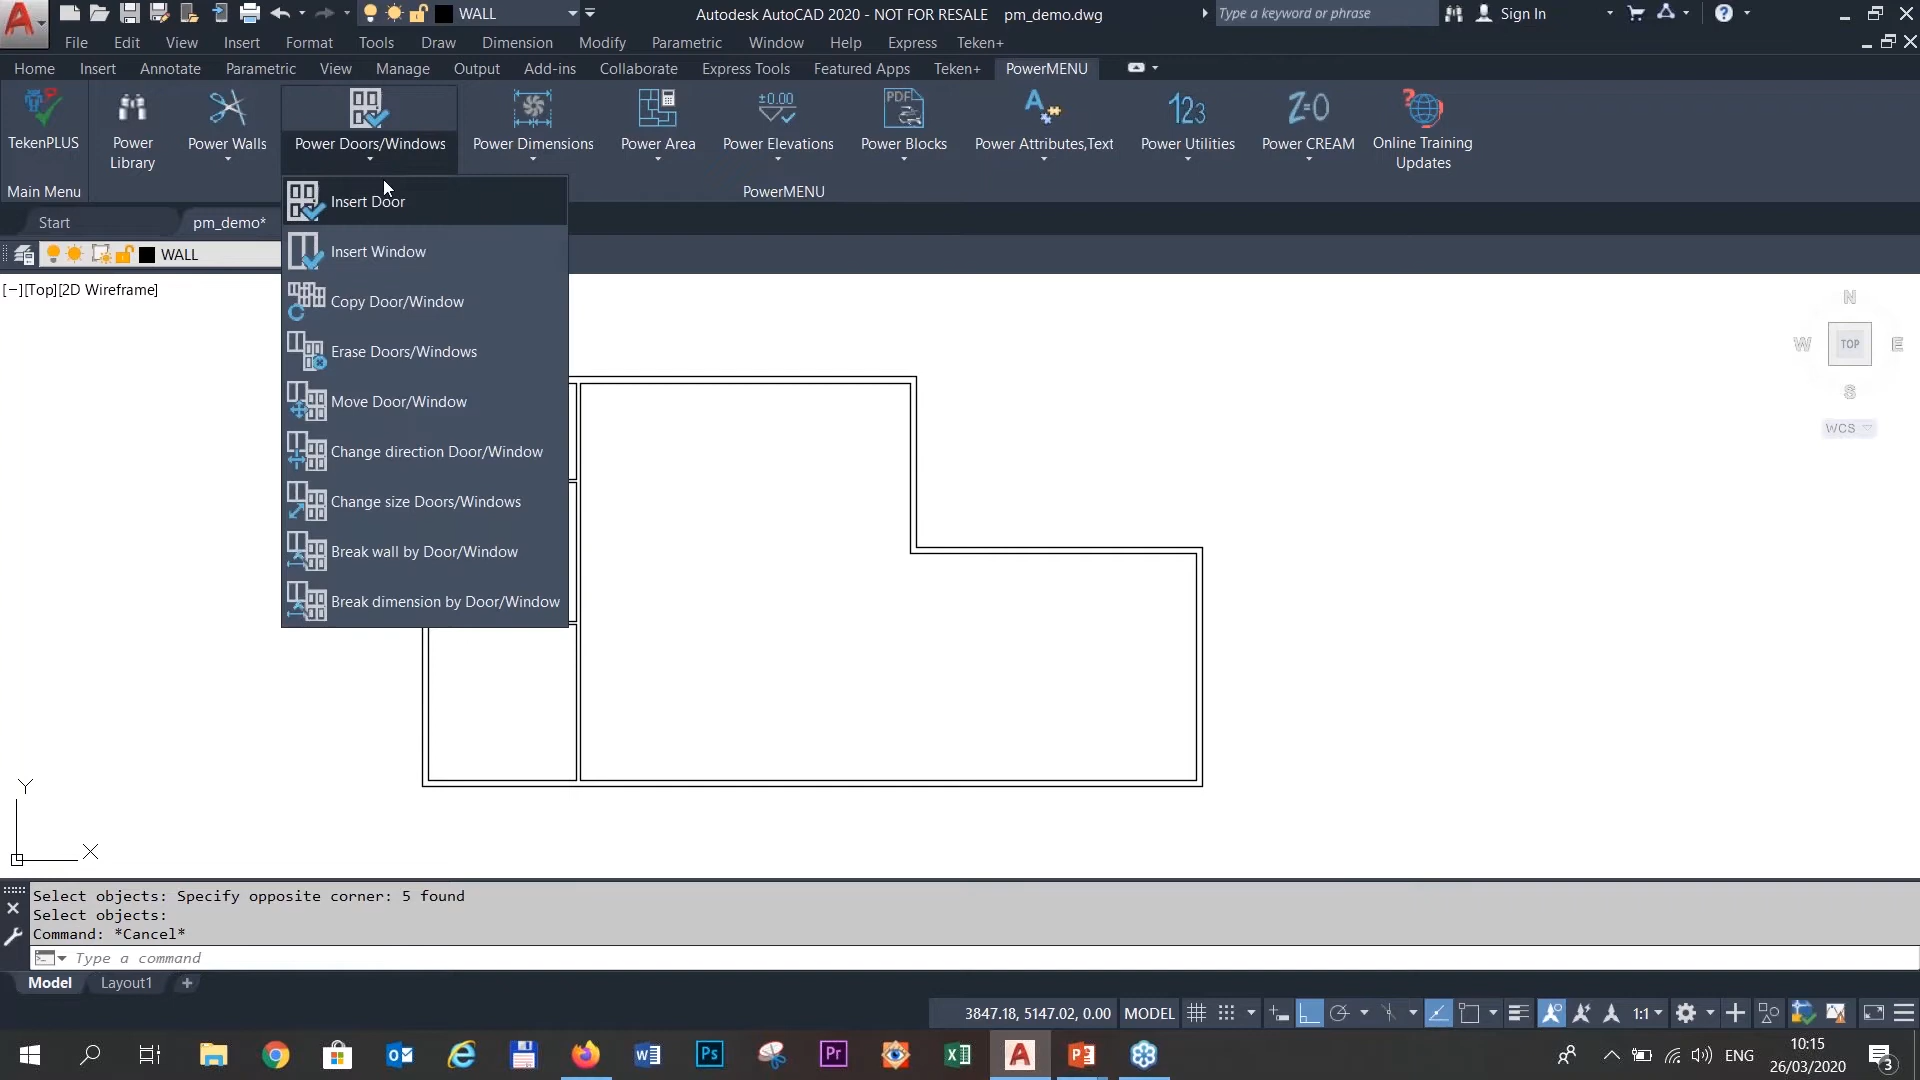 WALL
Autodesk AutoCAD 2020 - NOT FOR RESALE pm_demo.dwg
Type a keyword or phrase
Sign In
File Edit View Insert Format Tools Draw Dimension Modify Parametric Window Help Express Teken+
Home Insert Annotate Parametric View Manage Output Add-ins Collaborate Express Tools Featured Apps Teken+ PowerMENU
TekenPLUS
Power Library
Power Walls
Power Doors/Windows
Power Dimensions
Power Area
±0.00
Power Elevations
PDF
Power Blocks
A
Power Attributes,Text
123
Power Utilities
Z=0
Power CREAM
Online Training Updates
Main Menu
PowerMENU
Start
pm_demo*
WALL
Insert Door
Insert Window
Copy Door/Window
Erase Doors/Windows
Move Door/Window
Change direction Door/Window
Change size Doors/Windows
Break wall by Door/Window
Break dimension by Door/Window
[−][Top][2D Wireframe]
N
W TOP E
S
WCS
Y
X
Select objects: Specify opposite corner: 5 found
Select objects:
Command: *Cancel*
Type a command
Model Layout1 +
3847.18, 5147.02, 0.00 MODEL
1:1
ENG
10:15
26/03/2020
3